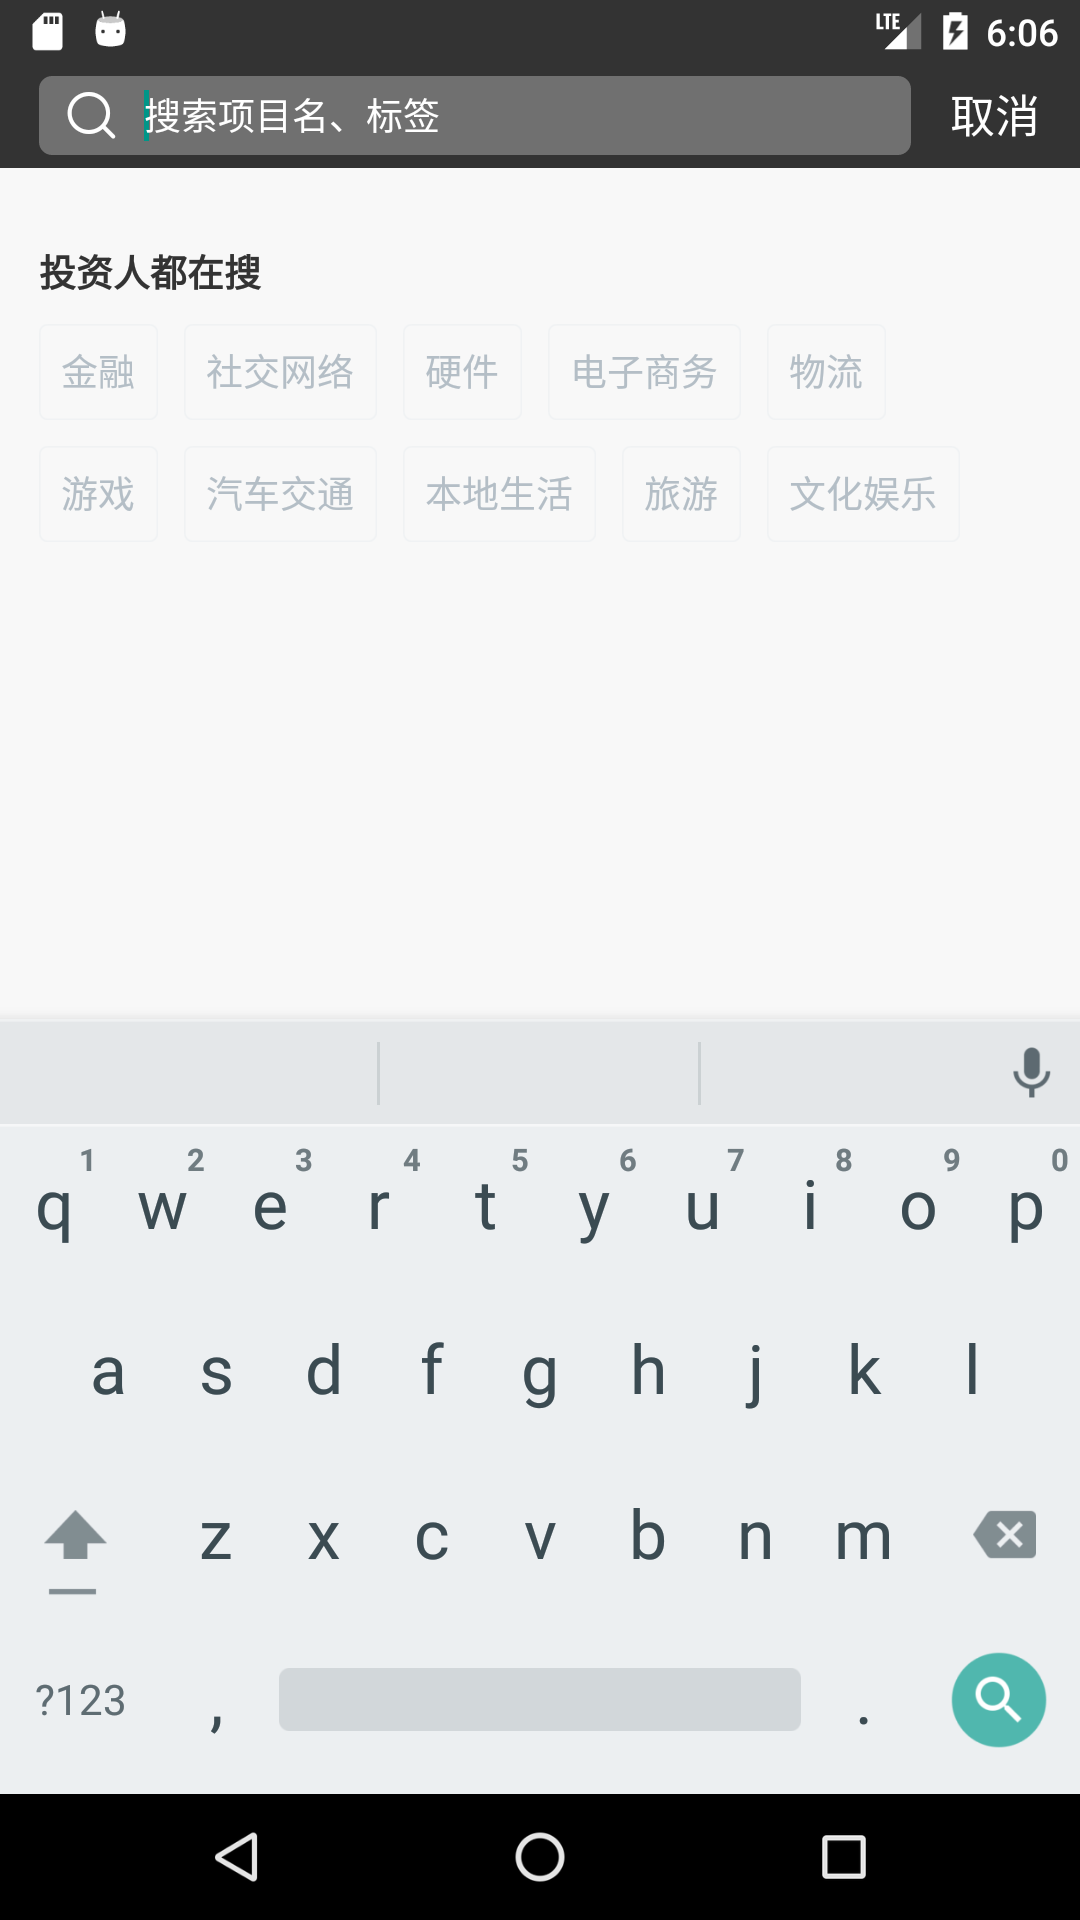 LTE 6:06
搜索项目名、标签 取消
投资人都在搜
金融 社交网络 硬件 电子商务 物流
游戏 汽车交通 本地生活 旅游 文化娱乐
1 2 3 4 5 6 7 8 9 0
q w e r t y u i o p
a s d f g h j k l
z x c v b n m
?123 , .